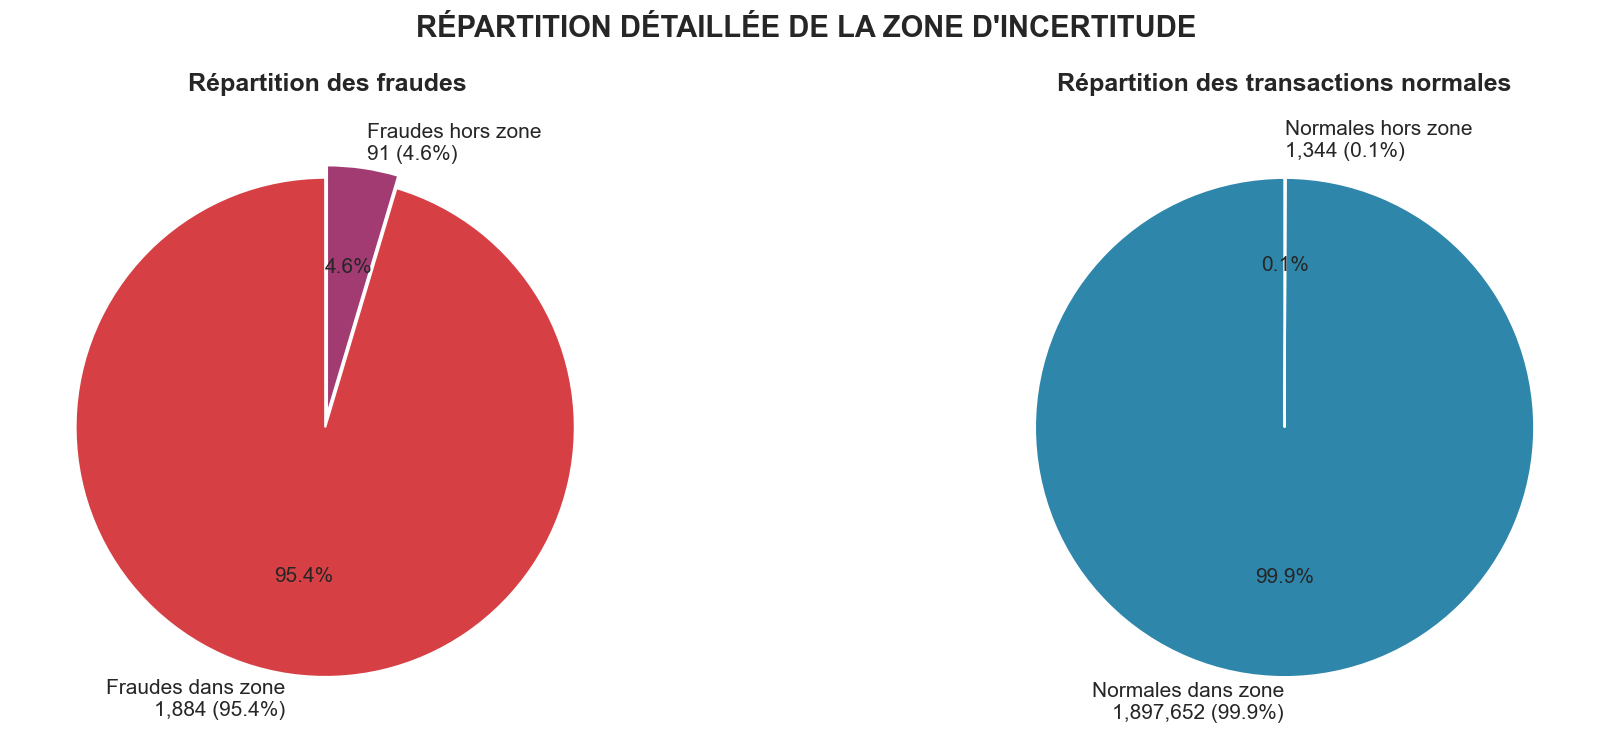 RÉPARTITION DÉTAILLÉE DE LA ZONE D'INCERTITUDE
Répartition des fraudes
Fraudes hors zone
91 (4.6%)
4.6%
95.4%
Fraudes dans zone
1,884 (95.4%)
Répartition des transactions normales
Normales hors zone
1,344 (0.1%)
0.1%
99.9%
Normales dans zone
1,897,652 (99.9%)